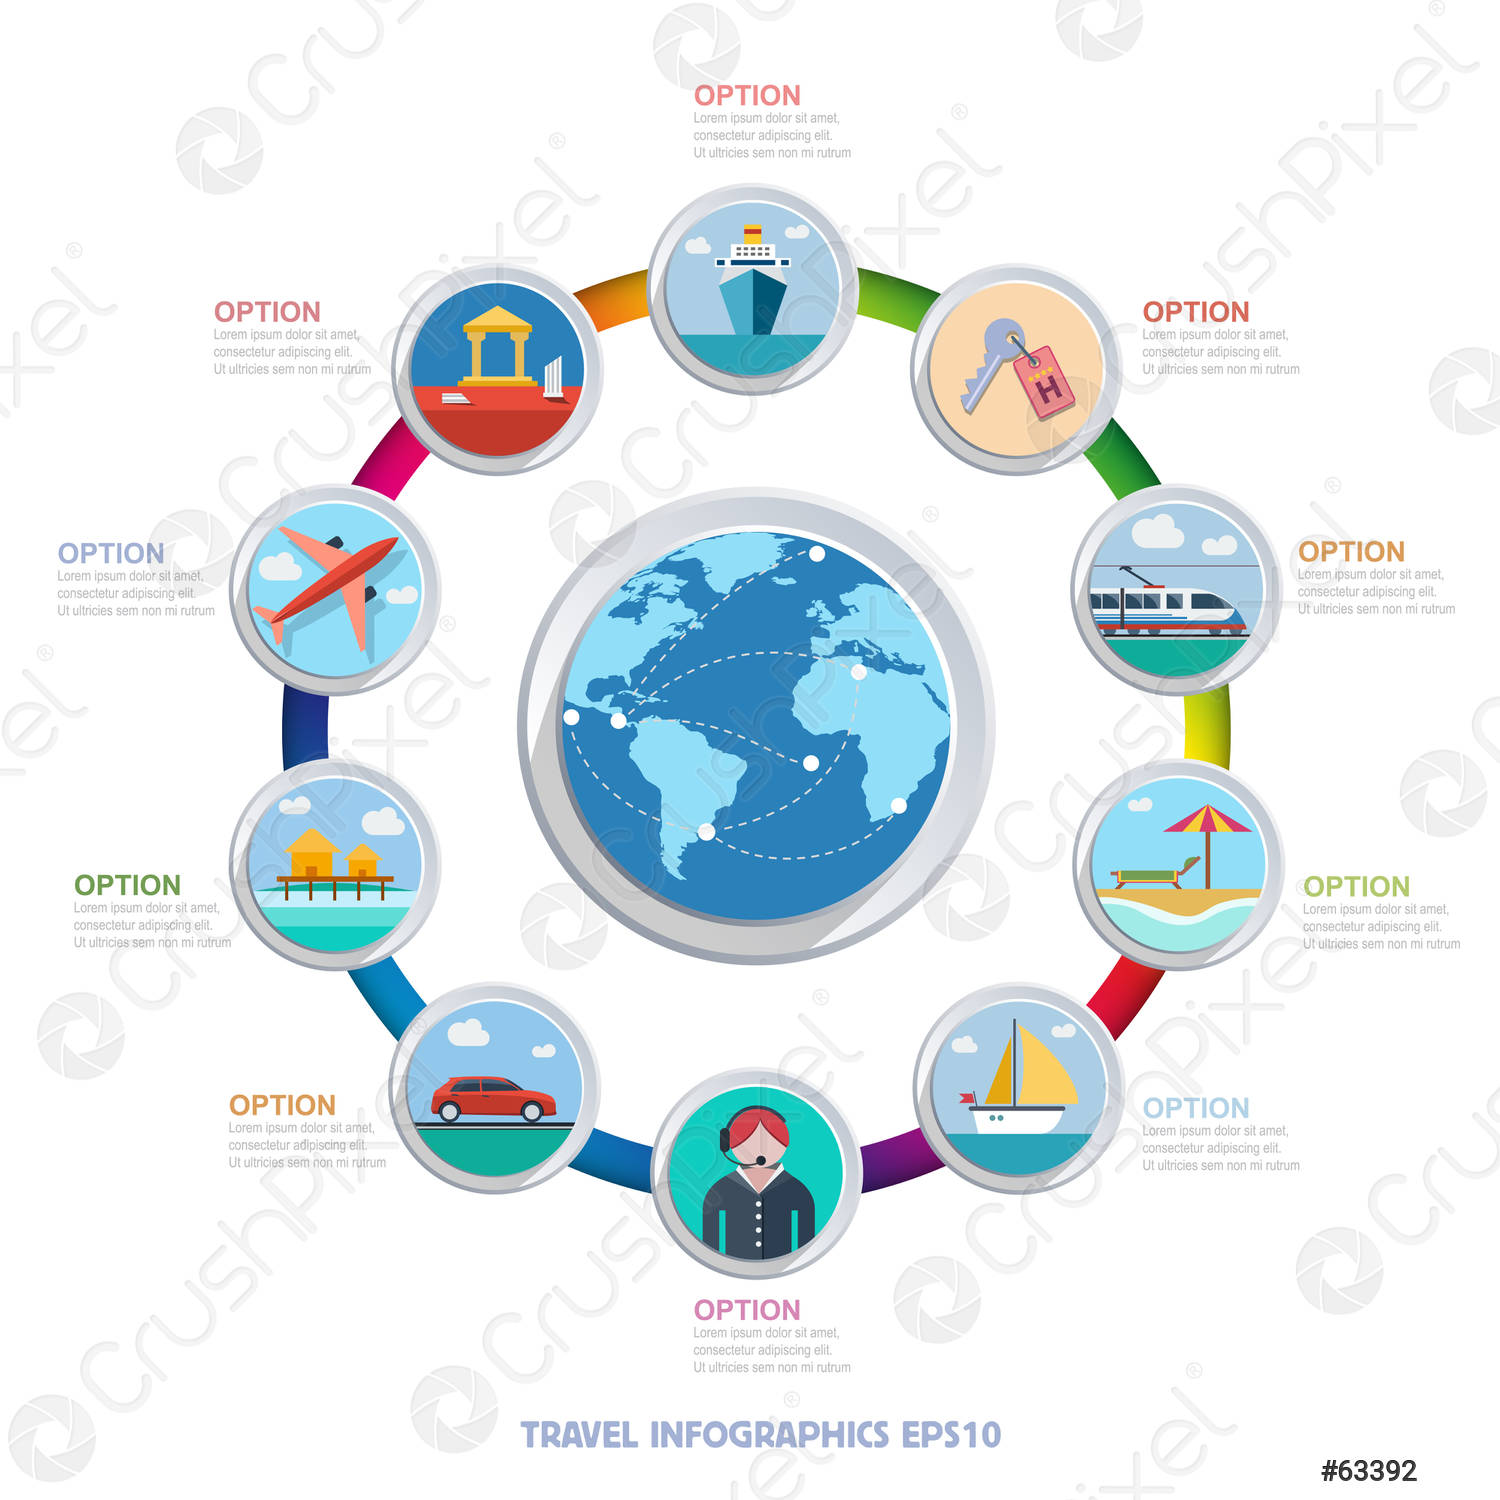 OPTION
Lorem ipsum dolor sit amet,
consectetur adipiscing elit.
Ut ultricies sem non mi rutrum
OPTION
Lorem ipsum dolor sit amet,
consectetur adipiscing elit.
Ut ultricies sem non mi rutrum
OPTION
Lorem ipsum dolor sit amet,
consectetur adipiscing elit.
Ut ultricies sem non mi rutrum
H
OPTION
Lorem ipsum dolor sit amet,
consectetur adipiscing elit.
Ut ultricies sem non mi rutrum
OPTION
Lorem ipsum dolor sit amet,
consectetur adipiscing elit.
Ut ultricies sem non mi rutrum
OPTION
Lorem ipsum dolor sit amet,
consectetur adipiscing elit.
Ut ultricies sem non mi rutrum
OPTION
Lorem ipsum dolor sit amet,
consectetur adipiscing elit.
Ut ultricies sem non mi rutrum
OPTION
Lorem ipsum dolor sit amet,
consectetur adipiscing elit.
Ut ultricies sem non mi rutrum
OPTION
Lorem ipsum dolor sit amet,
consectetur adipiscing elit.
Ut ultricies sem non mi rutrum
OPTION
Lorem ipsum dolor sit amet,
consectetur adipiscing elit.
Ut ultricies sem non mi rutrum
TRAVEL INFOGRAPHICS EPS10
#63392
CrushPixel®
CrushPixel®
CrushPixel®
CrushPixel®
CrushPixel®
CrushPixel®
CrushPixel®